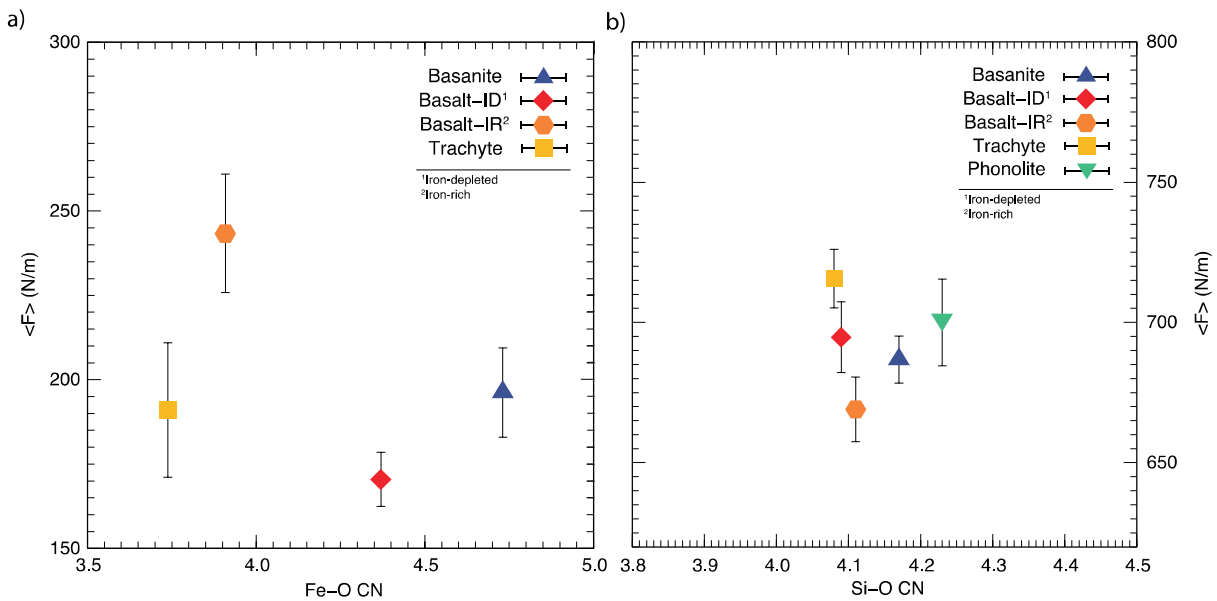 a)
300
250
200
150
<F> (N/m)
3.5 4.0 4.5 5.0
Fe–O CN
Basanite
Basalt–ID¹
Basalt–IR²
Trachyte
¹Iron-depleted
²Iron-rich
b)
800
750
700
650
<F> (N/m)
3.8 3.9 4.0 4.1 4.2 4.3 4.4 4.5
Si–O CN
Basanite
Basalt–ID¹
Basalt–IR²
Trachyte
Phonolite
¹Iron-depleted
²Iron-rich